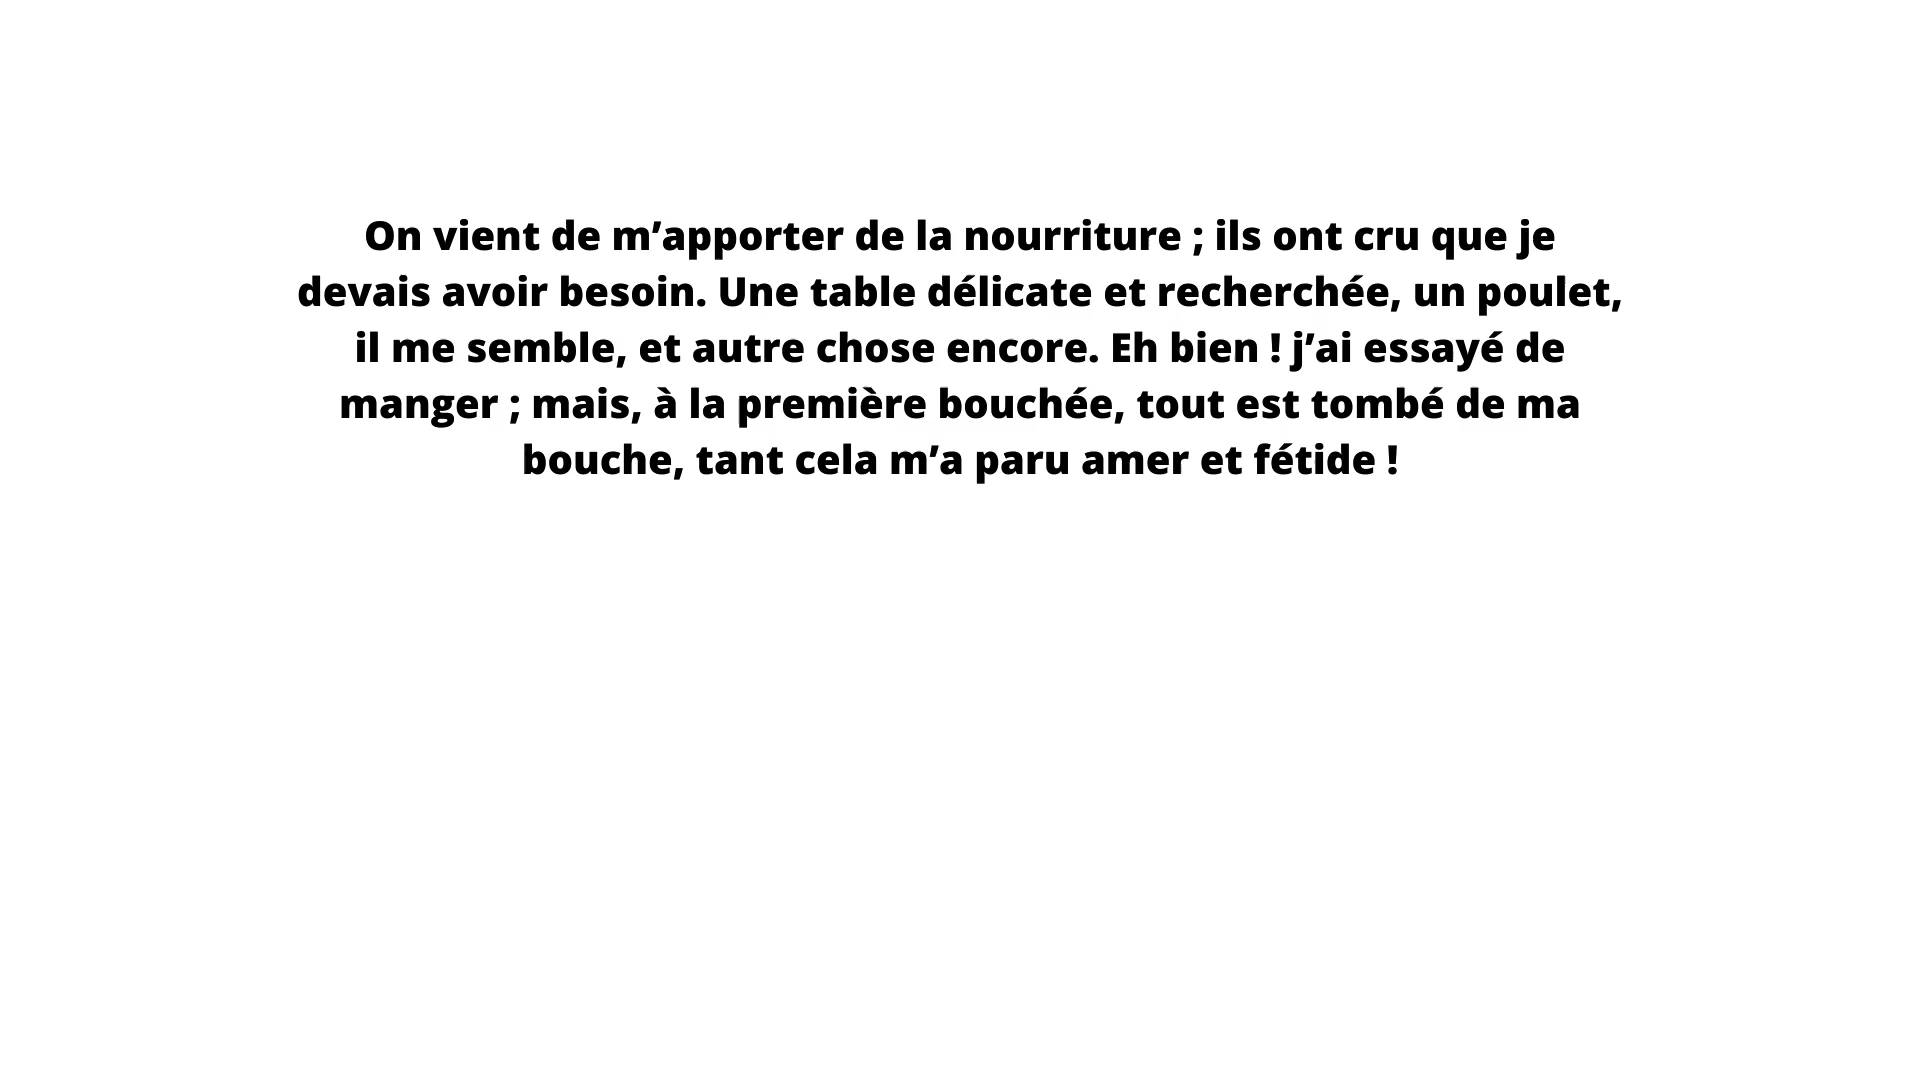 On vient de m’apporter de la nourriture ; ils ont cru que je
devais avoir besoin. Une table délicate et recherchée, un poulet,
il me semble, et autre chose encore. Eh bien ! j’ai essayé de
manger ; mais, à la première bouchée, tout est tombé de ma
bouche, tant cela m’a paru amer et fétide !